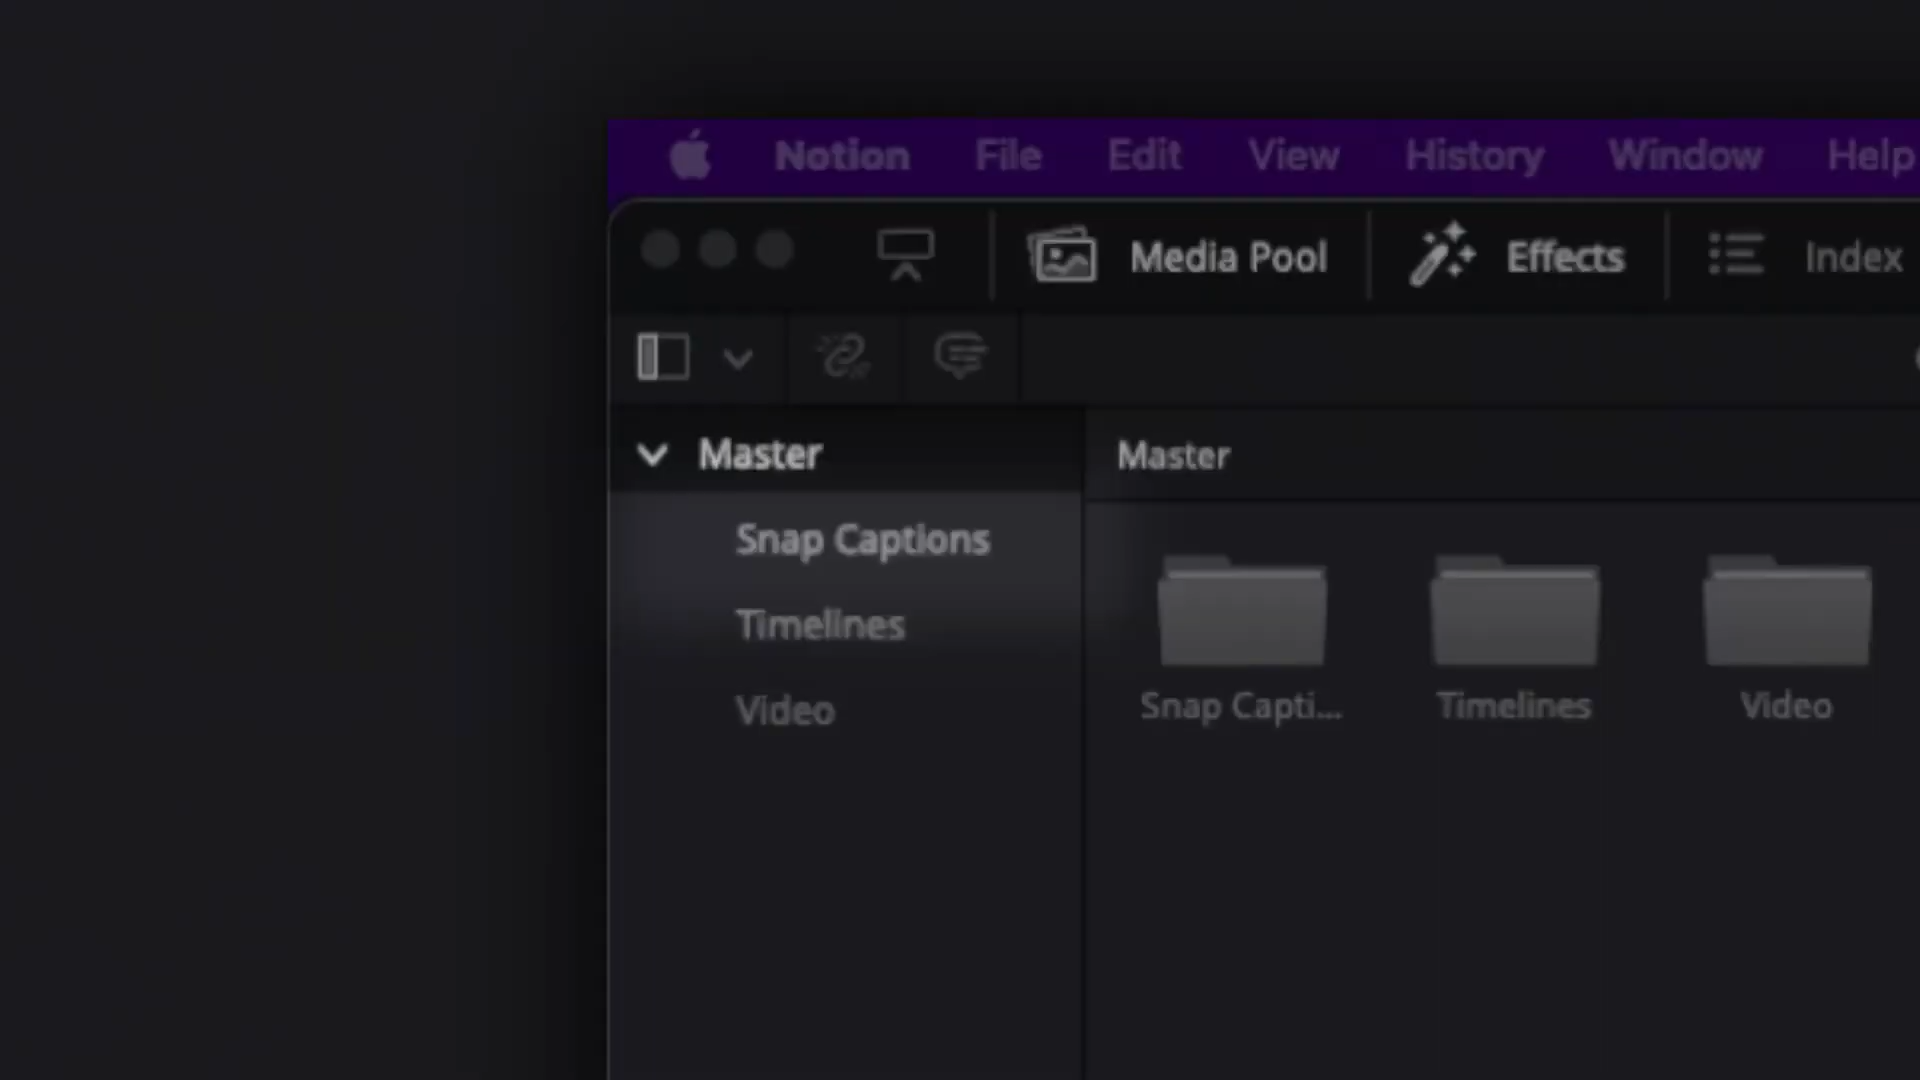 Notion File Edit View History Window Help
Media Pool Effects Index
Master Master
Snap Captions
Timelines
Video
Snap Capti... Timelines Video